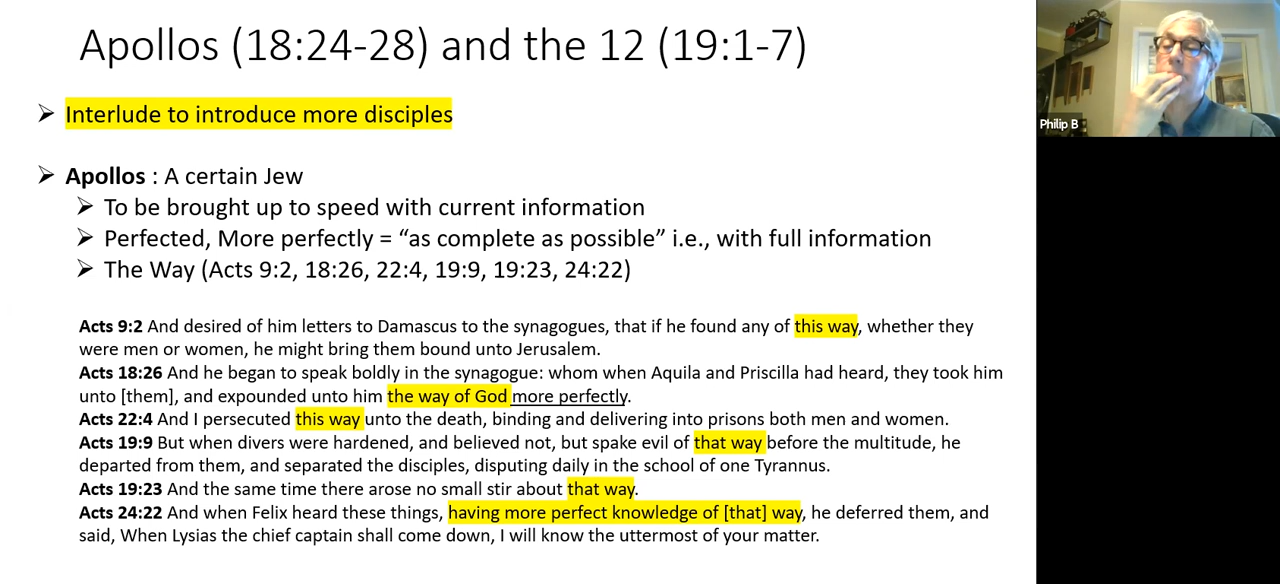 Apollos (18:24-28) and the 12 (19:1-7)
Interlude to introduce more disciples
Apollos : A certain Jew
To be brought up to speed with current information
Perfected, More perfectly = “as complete as possible” i.e., with full information
The Way (Acts 9:2, 18:26, 22:4, 19:9, 19:23, 24:22)
Acts 9:2 And desired of him letters to Damascus to the synagogues, that if he found any of this way, whether they
were men or women, he might bring them bound unto Jerusalem.
Acts 18:26 And he began to speak boldly in the synagogue: whom when Aquila and Priscilla had heard, they took him
unto [them], and expounded unto him the way of God more perfectly.
Acts 22:4 And I persecuted this way unto the death, binding and delivering into prisons both men and women.
Acts 19:9 But when divers were hardened, and believed not, but spake evil of that way before the multitude, he
departed from them, and separated the disciples, disputing daily in the school of one Tyrannus.
Acts 19:23 And the same time there arose no small stir about that way.
Acts 24:22 And when Felix heard these things, having more perfect knowledge of [that] way, he deferred them, and
said, When Lysias the chief captain shall come down, I will know the uttermost of your matter.
Philip B